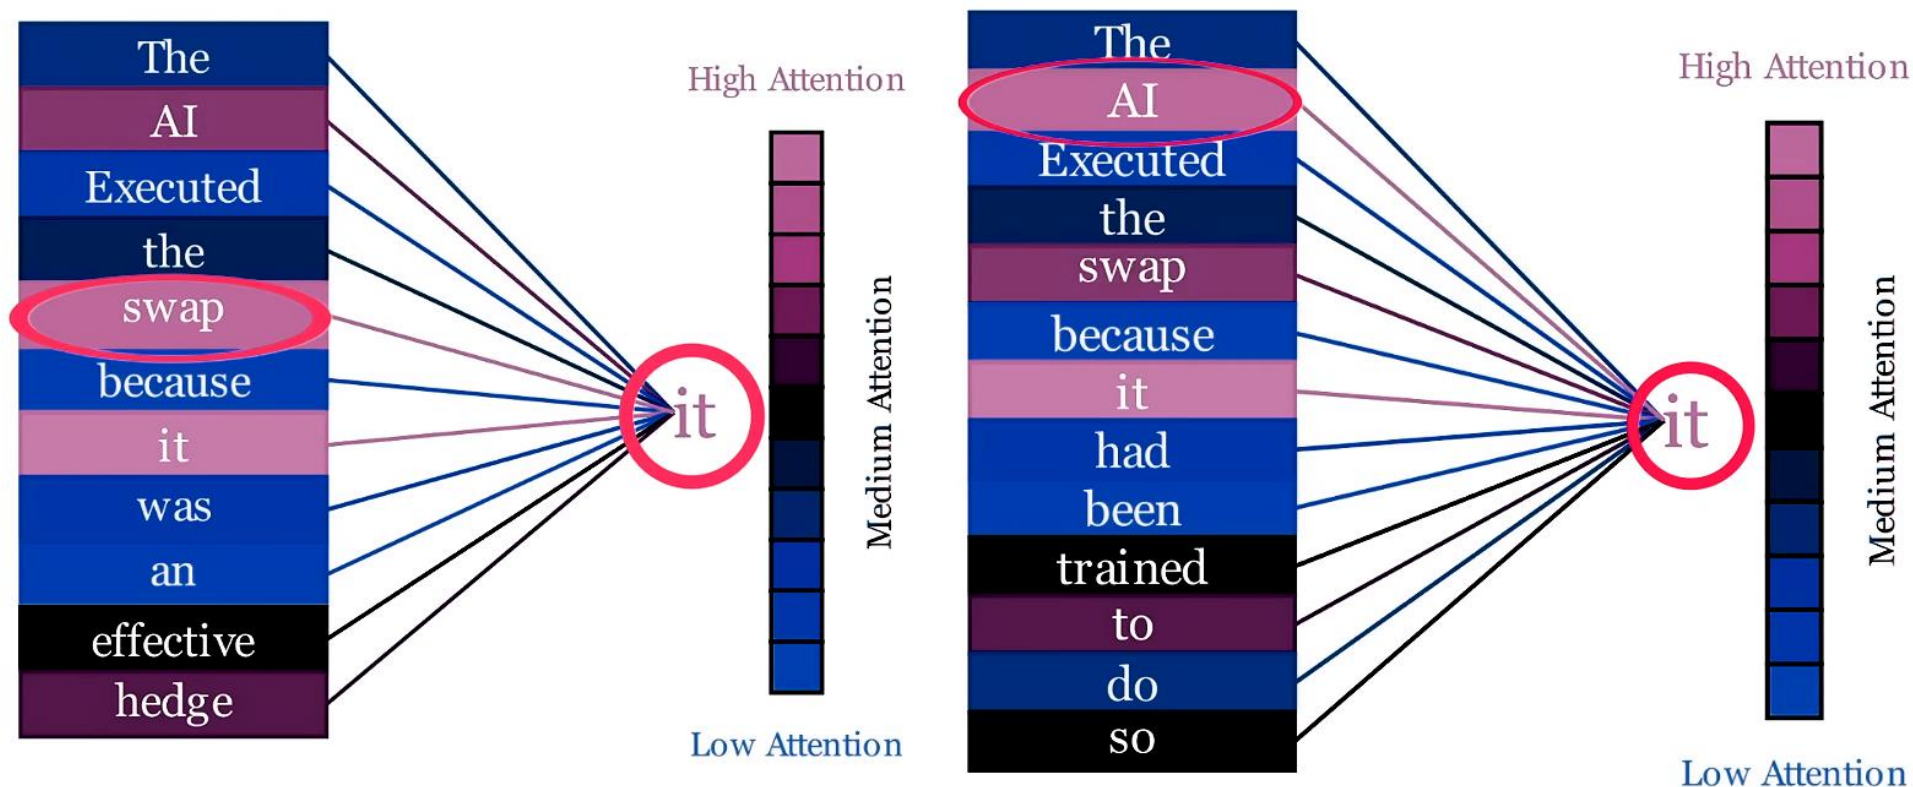 The
AI
Executed
the
swap
because
it
was
an
effective
hedge
it
High Attention
Medium Attention
Low Attention
The
AI
Executed
the
swap
because
it
had
been
trained
to
do
so
it
High Attention
Medium Attention
Low Attention